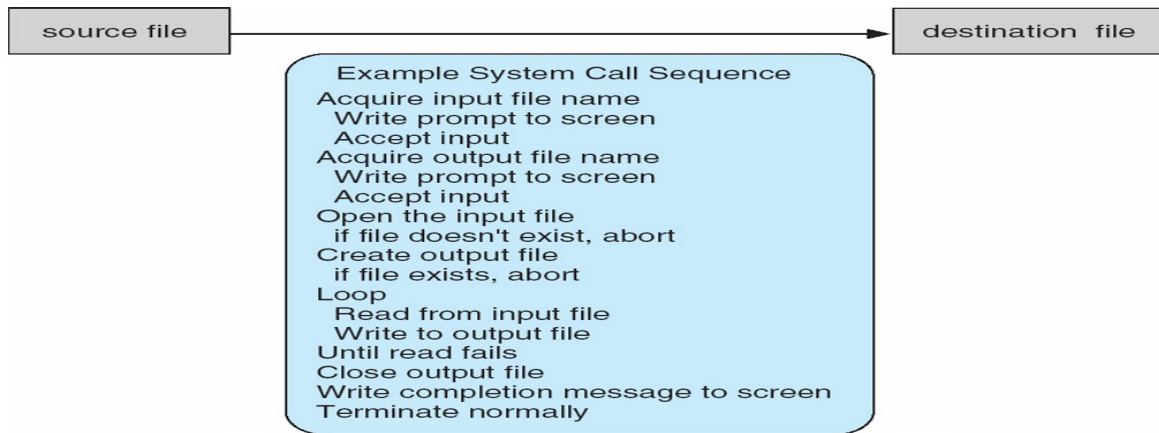 source file
destination file
Example System Call Sequence
Acquire input file name
Write prompt to screen
Accept input
Acquire output file name
Write prompt to screen
Accept input
Open the input file
if file doesn't exist, abort
Create output file
if file exists, abort
Loop
Read from input file
Write to output file
Until read fails
Close output file
Write completion message to screen
Terminate normally